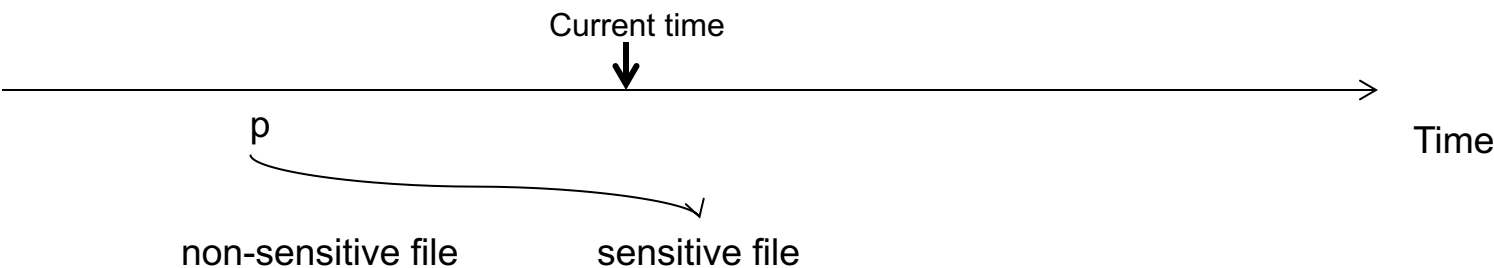 Current time
p
Time
non-sensitive file
sensitive file